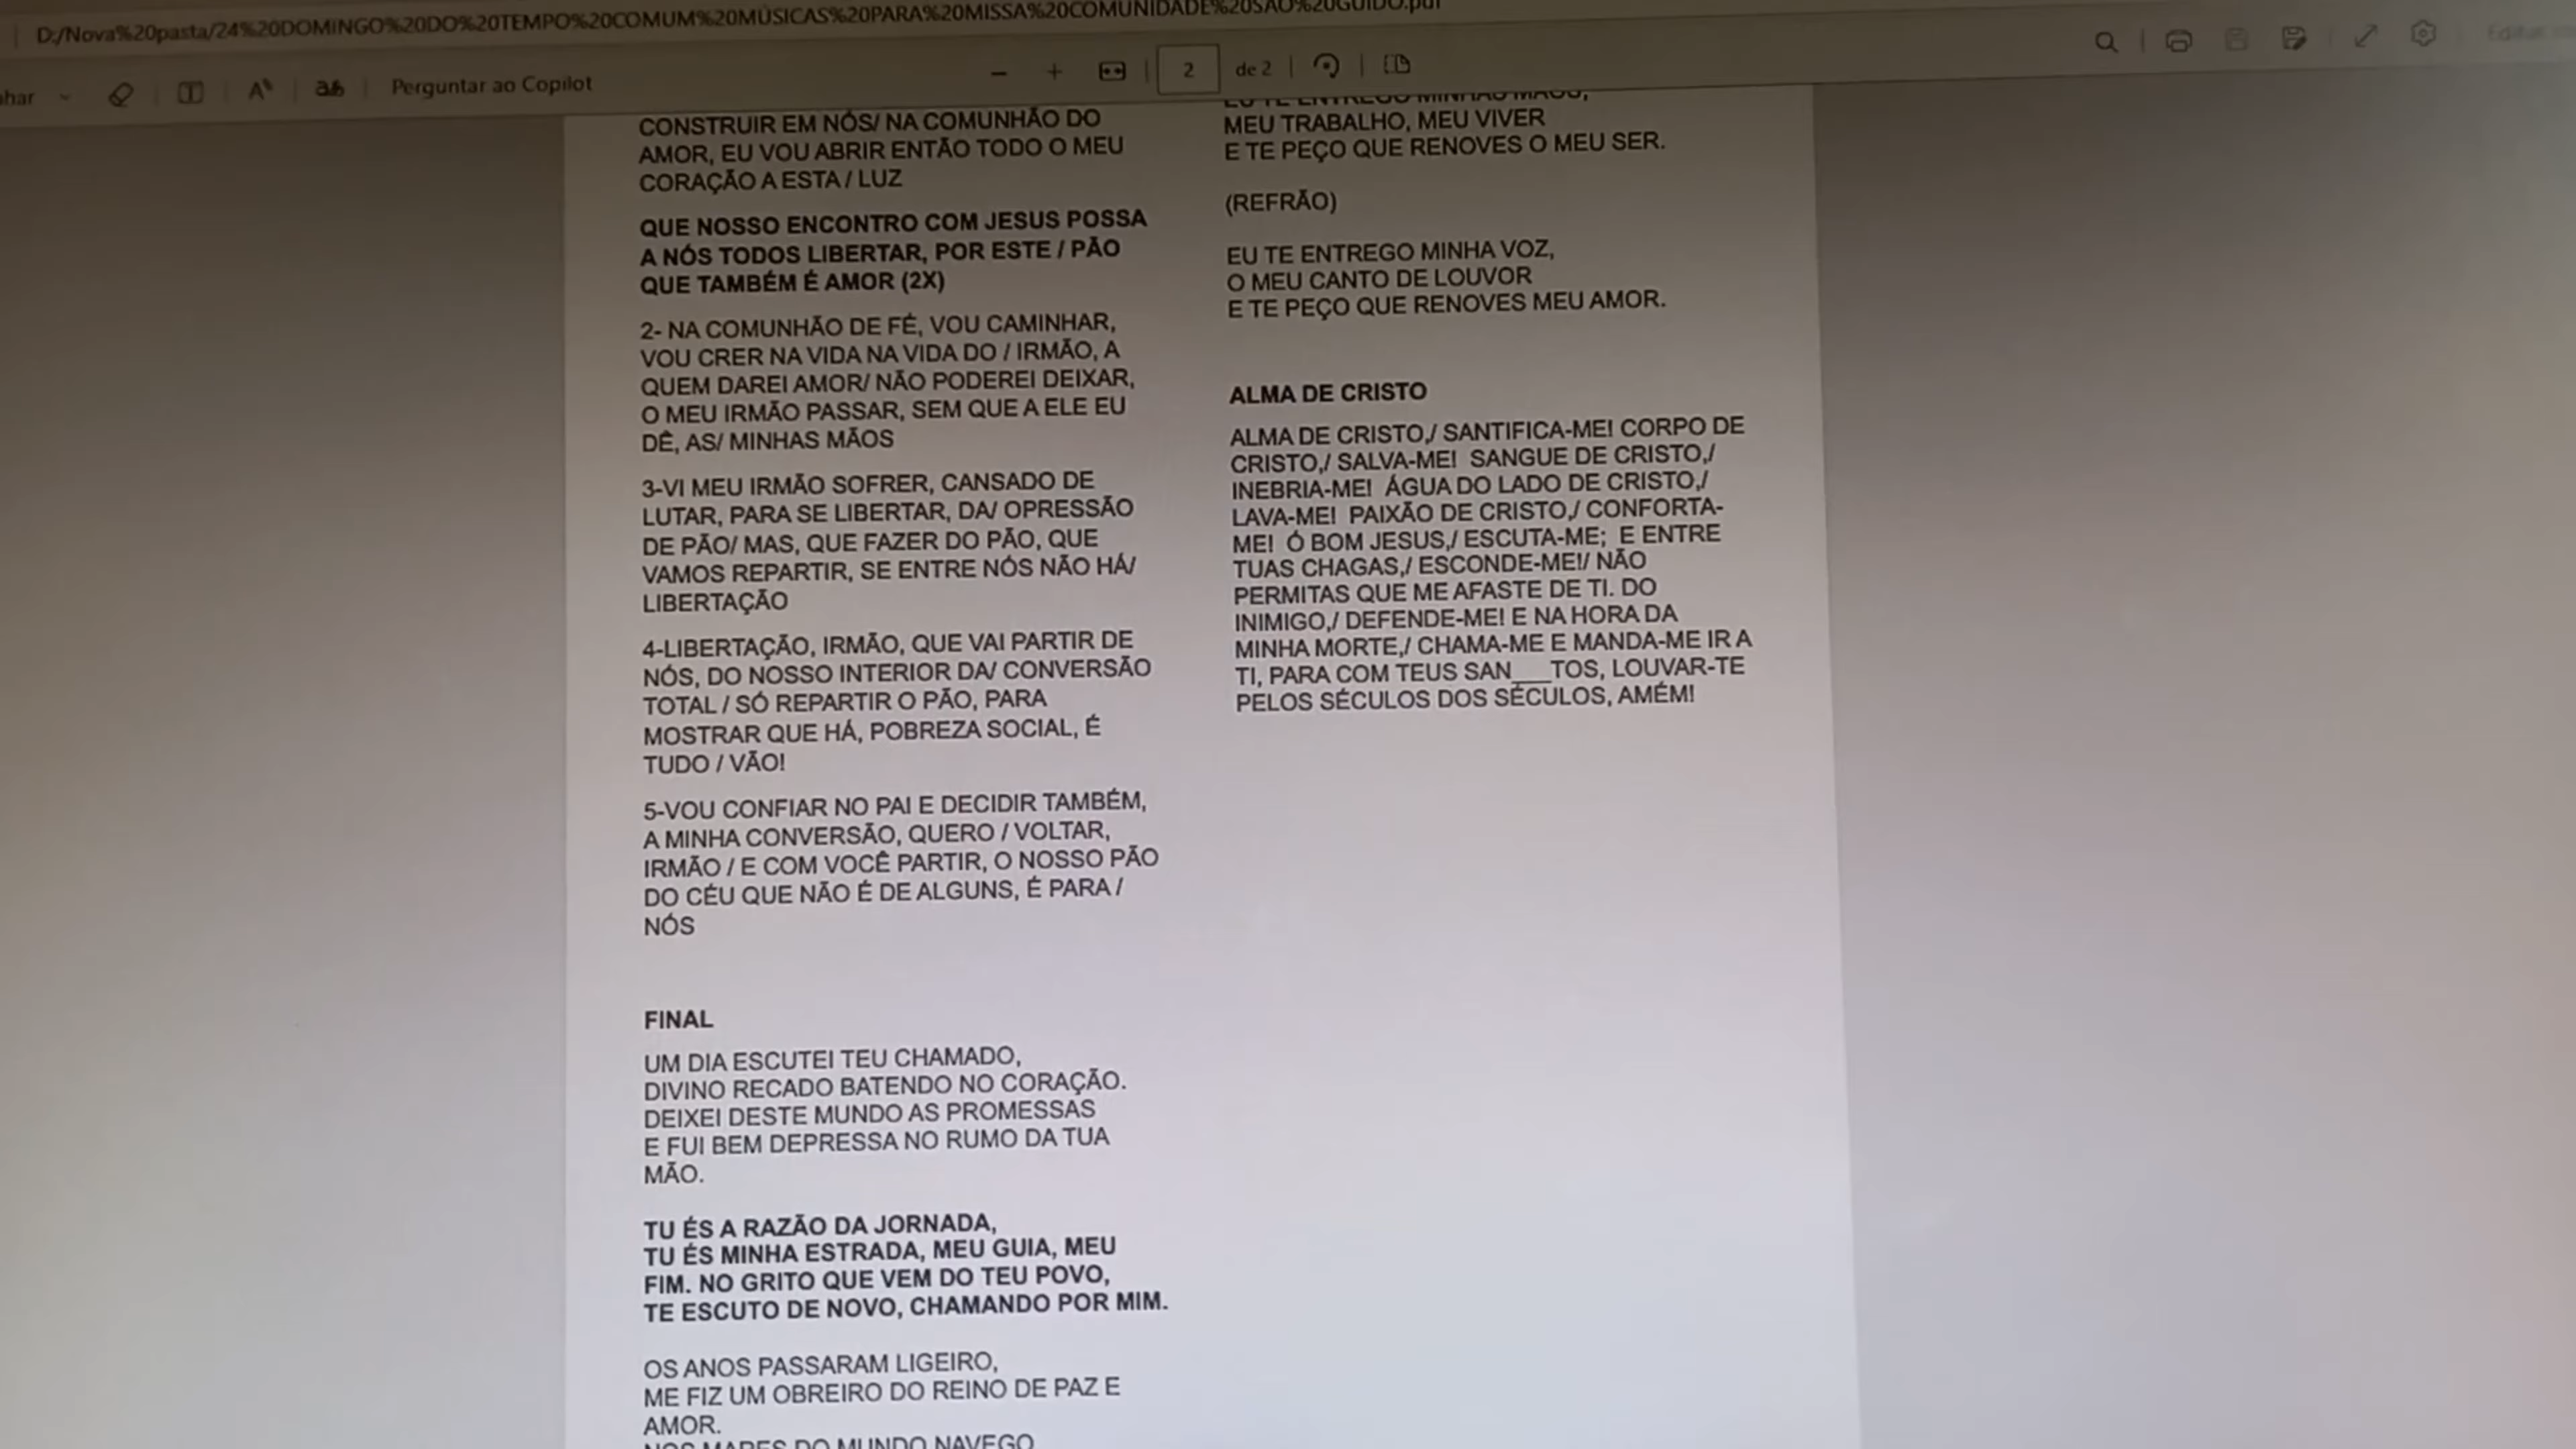 D:/Nova%20pasta/24%20DOMINGO%20DO%20TEMPO%20COMUM%20MÚSICAS%20PARA%20MISSA%20COMUNIDADE%20SÃO%20GUIDO.pdf
Perguntar ao Copilot
2 de 2
CONSTRUIR EM NÓS/ NA COMUNHÃO DO
AMOR, EU VOU ABRIR ENTÃO TODO O MEU
CORAÇÃO A ESTA / LUZ
QUE NOSSO ENCONTRO COM JESUS POSSA
A NÓS TODOS LIBERTAR, POR ESTE / PÃO
QUE TAMBÉM É AMOR (2X)
2- NA COMUNHÃO DE FÉ, VOU CAMINHAR,
VOU CRER NA VIDA NA VIDA DO / IRMÃO, A
QUEM DAREI AMOR/ NÃO PODEREI DEIXAR,
O MEU IRMÃO PASSAR, SEM QUE A ELE EU
DÊ, AS/ MINHAS MÃOS
3-VI MEU IRMÃO SOFRER, CANSADO DE
LUTAR, PARA SE LIBERTAR, DA/ OPRESSÃO
DE PÃO/ MAS, QUE FAZER DO PÃO, QUE
VAMOS REPARTIR, SE ENTRE NÓS NÃO HÁ/
LIBERTAÇÃO
4-LIBERTAÇÃO, IRMÃO, QUE VAI PARTIR DE
NÓS, DO NOSSO INTERIOR DA/ CONVERSÃO
TOTAL / SÓ REPARTIR O PÃO, PARA
MOSTRAR QUE HÁ, POBREZA SOCIAL, É
TUDO / VÃO!
5-VOU CONFIAR NO PAI E DECIDIR TAMBÉM,
A MINHA CONVERSÃO, QUERO / VOLTAR,
IRMÃO / E COM VOCÊ PARTIR, O NOSSO PÃO
DO CÉU QUE NÃO É DE ALGUNS, É PARA /
NÓS
FINAL
UM DIA ESCUTEI TEU CHAMADO,
DIVINO RECADO BATENDO NO CORAÇÃO.
DEIXEI DESTE MUNDO AS PROMESSAS
E FUI BEM DEPRESSA NO RUMO DA TUA
MÃO.
TU ÉS A RAZÃO DA JORNADA,
TU ÉS MINHA ESTRADA, MEU GUIA, MEU
FIM. NO GRITO QUE VEM DO TEU POVO,
TE ESCUTO DE NOVO, CHAMANDO POR MIM.
OS ANOS PASSARAM LIGEIRO,
ME FIZ UM OBREIRO DO REINO DE PAZ E
AMOR.
NOS MARES DO MUNDO NAVEGO
EU TE ENTREGO MINHAS MÃOS,
MEU TRABALHO, MEU VIVER
E TE PEÇO QUE RENOVES O MEU SER.
(REFRÃO)
EU TE ENTREGO MINHA VOZ,
O MEU CANTO DE LOUVOR
E TE PEÇO QUE RENOVES MEU AMOR.
ALMA DE CRISTO
ALMA DE CRISTO,/ SANTIFICA-ME! CORPO DE
CRISTO,/ SALVA-ME! SANGUE DE CRISTO,/
INEBRIA-ME! ÁGUA DO LADO DE CRISTO,/
LAVA-ME! PAIXÃO DE CRISTO,/ CONFORTA-
ME! Ó BOM JESUS,/ ESCUTA-ME; E ENTRE
TUAS CHAGAS,/ ESCONDE-ME!/ NÃO
PERMITAS QUE ME AFASTE DE TI. DO
INIMIGO,/ DEFENDE-ME! E NA HORA DA
MINHA MORTE,/ CHAMA-ME E MANDA-ME IR A
TI, PARA COM TEUS SAN___TOS, LOUVAR-TE
PELOS SÉCULOS DOS SÉCULOS, AMÉM!